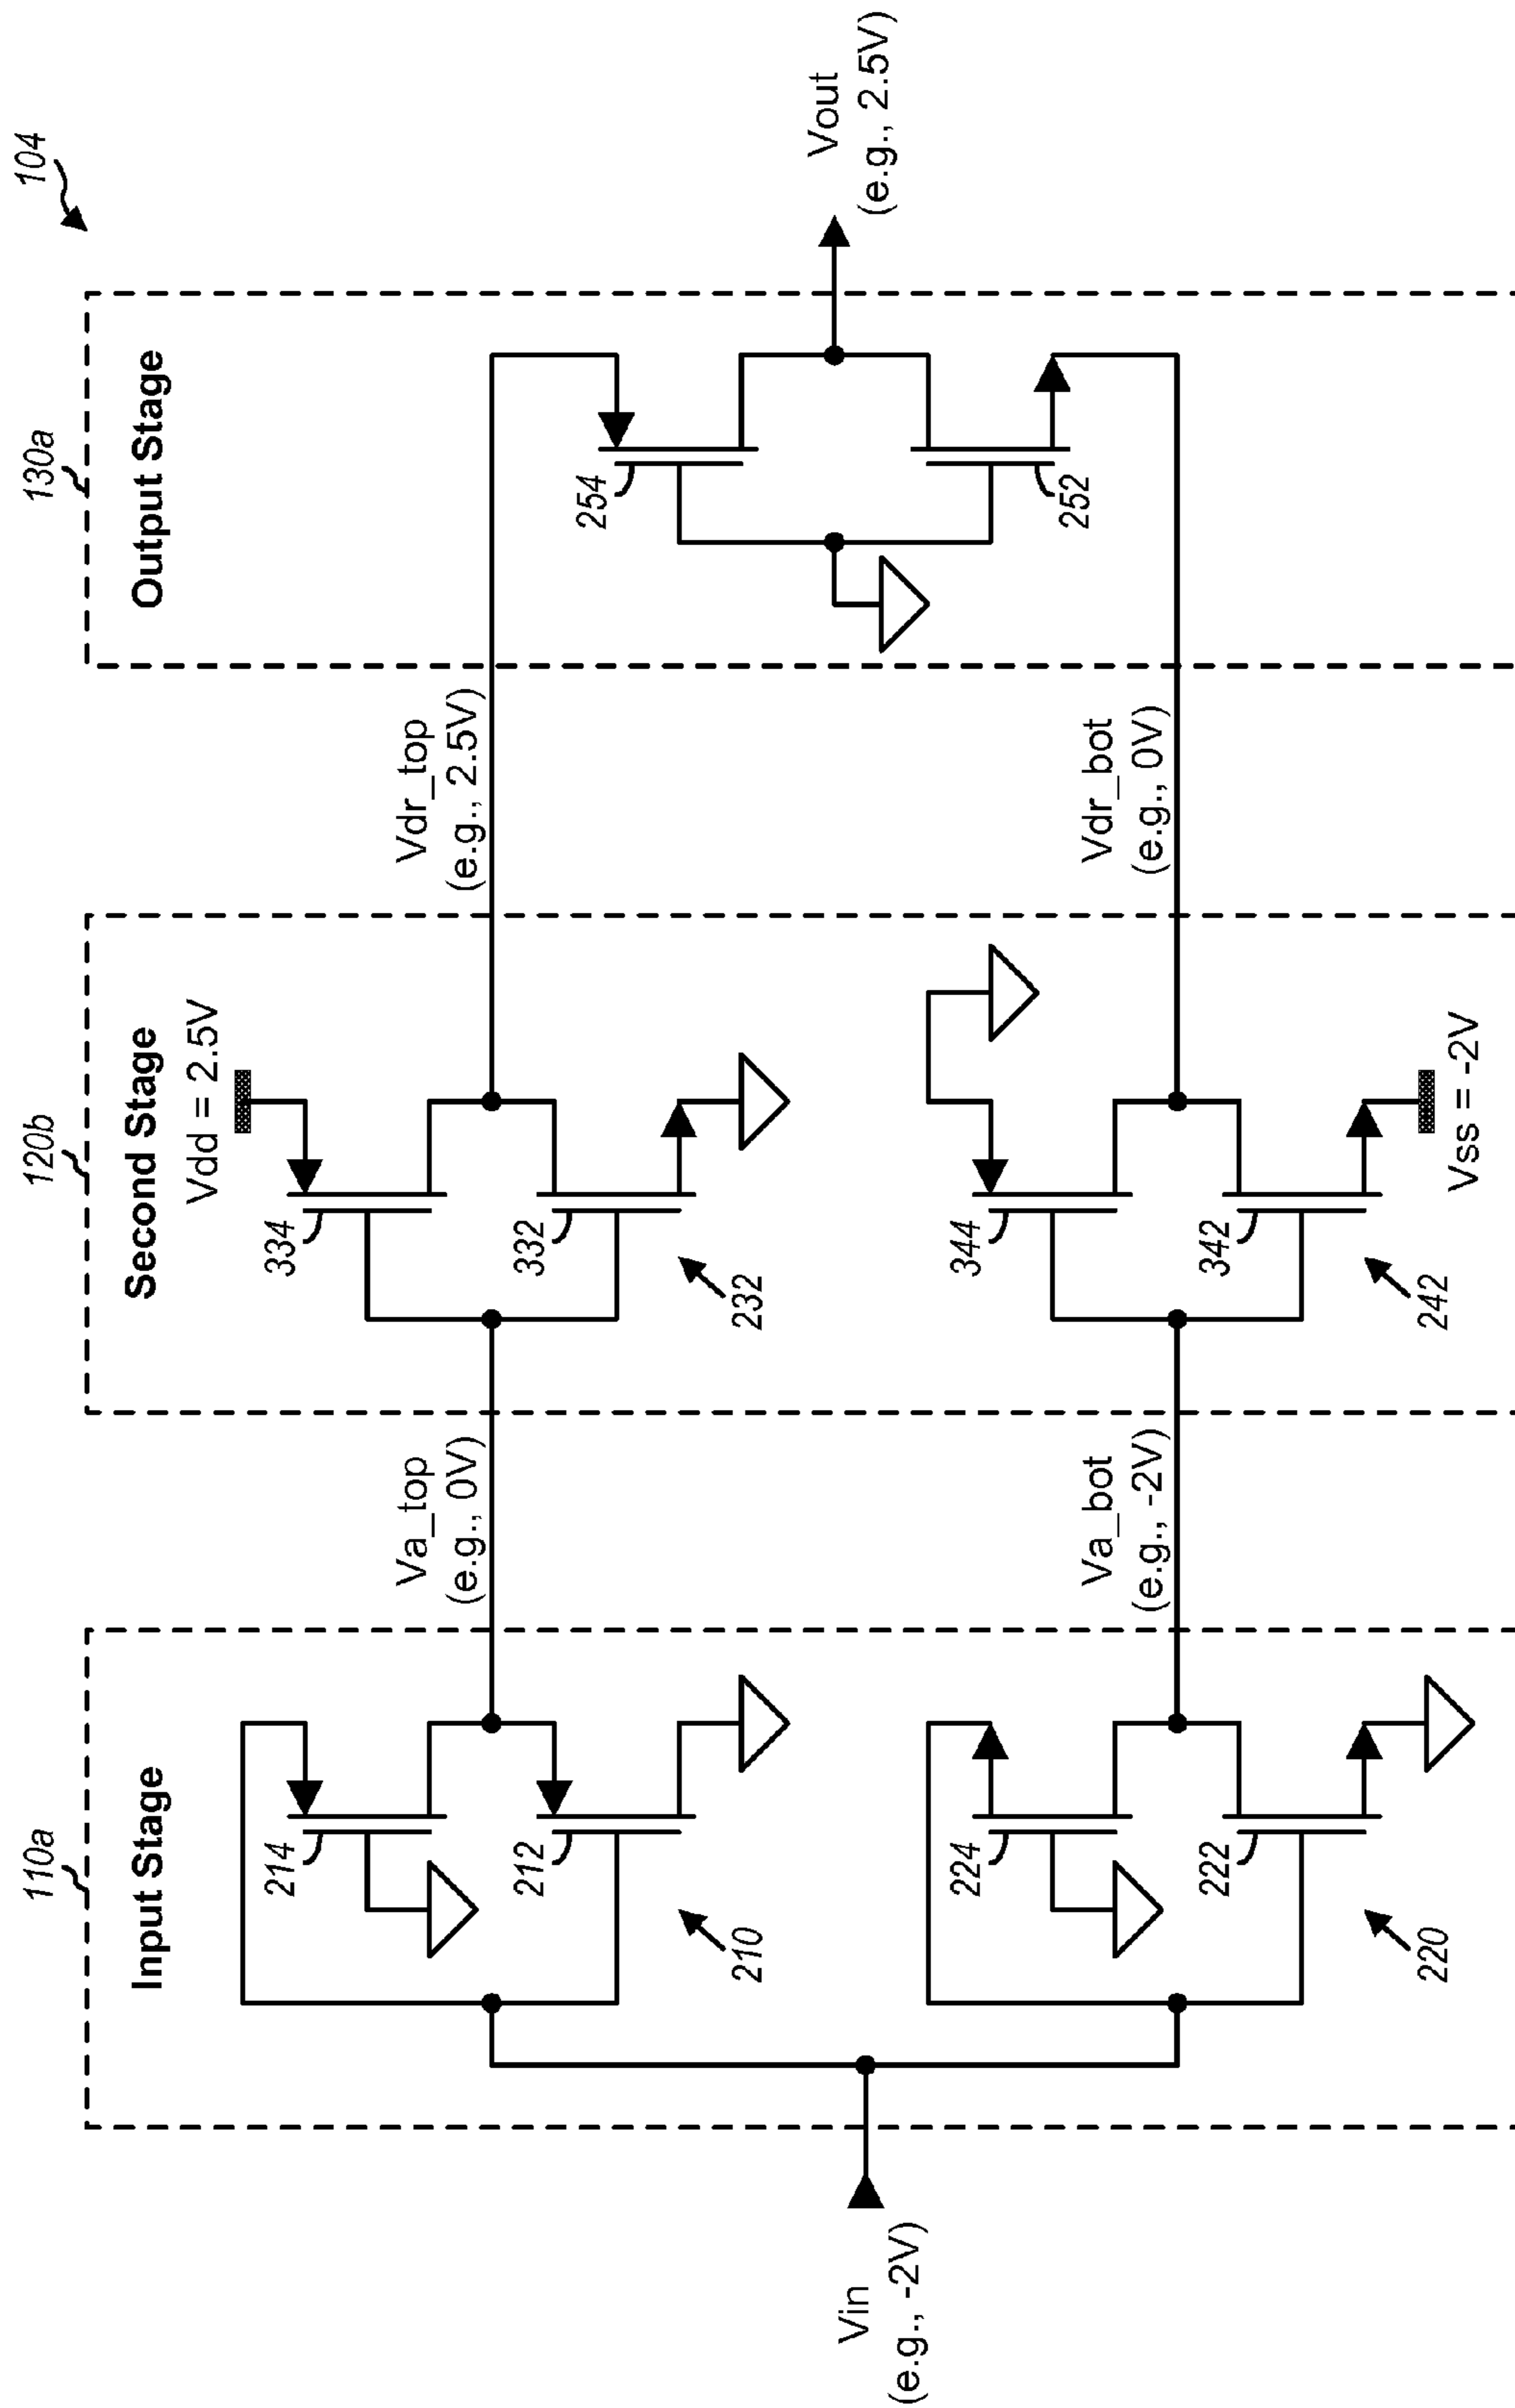 104
110a
120b
130a
Input Stage
Second Stage
Output Stage
Vdd = 2.5V
214
334
Va_top
(e.g., 0V)
Vdr_top
(e.g., 2.5V)
212
332
254
210
232
Vin
(e.g., -2V)
Vout
(e.g., 2.5V)
224
344
252
Va_bot
(e.g., -2V)
Vdr_bot
(e.g., 0V)
222
342
220
242
Vss = -2V